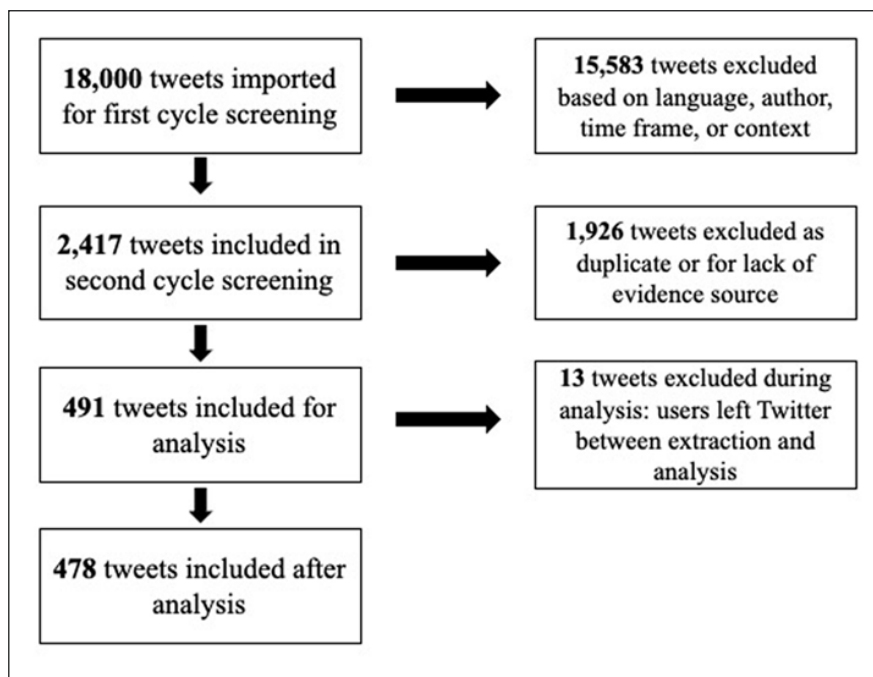 18,000 tweets imported
for first cycle screening
15,583 tweets excluded
based on language, author,
time frame, or context
2,417 tweets included in
second cycle screening
1,926 tweets excluded as
duplicate or for lack of
evidence source
491 tweets included for
analysis
13 tweets excluded during
analysis: users left Twitter
between extraction and
analysis
478 tweets included after
analysis